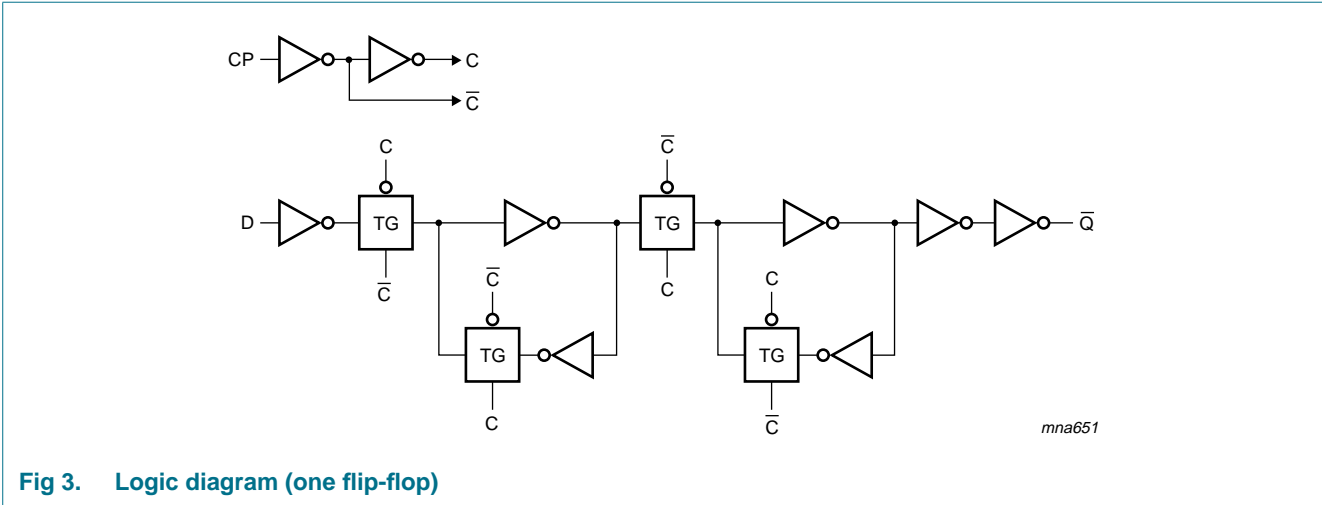 CP
C
C̅
C
C̅
D
TG
TG
Q̅
C̅
C̅
C
C
TG
TG
C
C̅
mna651
Fig 3. Logic diagram (one flip-flop)